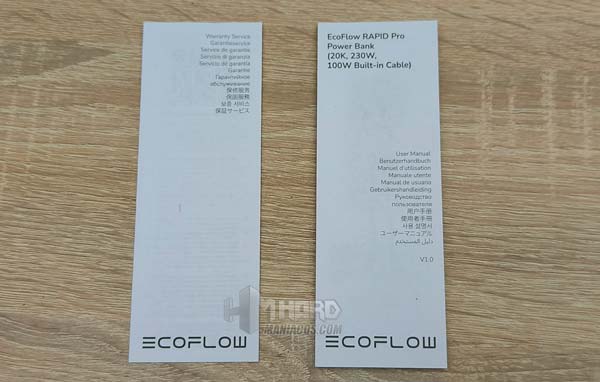 Warranty Service
Garantieservice
Service de garantie
Servizio di garanzia
Servicio de garantía
Garantie
Гарантийное
обслуживание
保修服务
保固服務
보증 서비스
保証サービス
ECOFLOW
EcoFlow RAPID Pro
Power Bank
(20K, 230W,
100W Built-in Cable)
User Manual
Benutzerhandbuch
Manuel d'utilisation
Manuale utente
Manual de usuario
Gebruikershandleiding
Руководство
пользователя
用户手册
使用者手冊
사용 설명서
ユーザーマニュアル
دليل المستخدم
V1.0
ECOFLOW
HARD
MANIACOS.COM